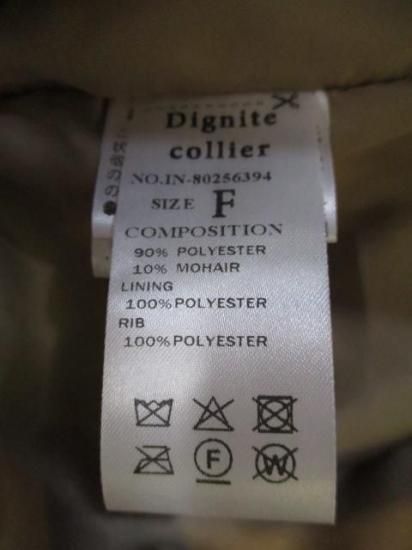 Dignite
collier
NO.IN-80256394
SIZE F
COMPOSITION
90% POLYESTER
10% MOHAIR
LINING
100%POLYESTER
RIB
100%POLYESTER
F W